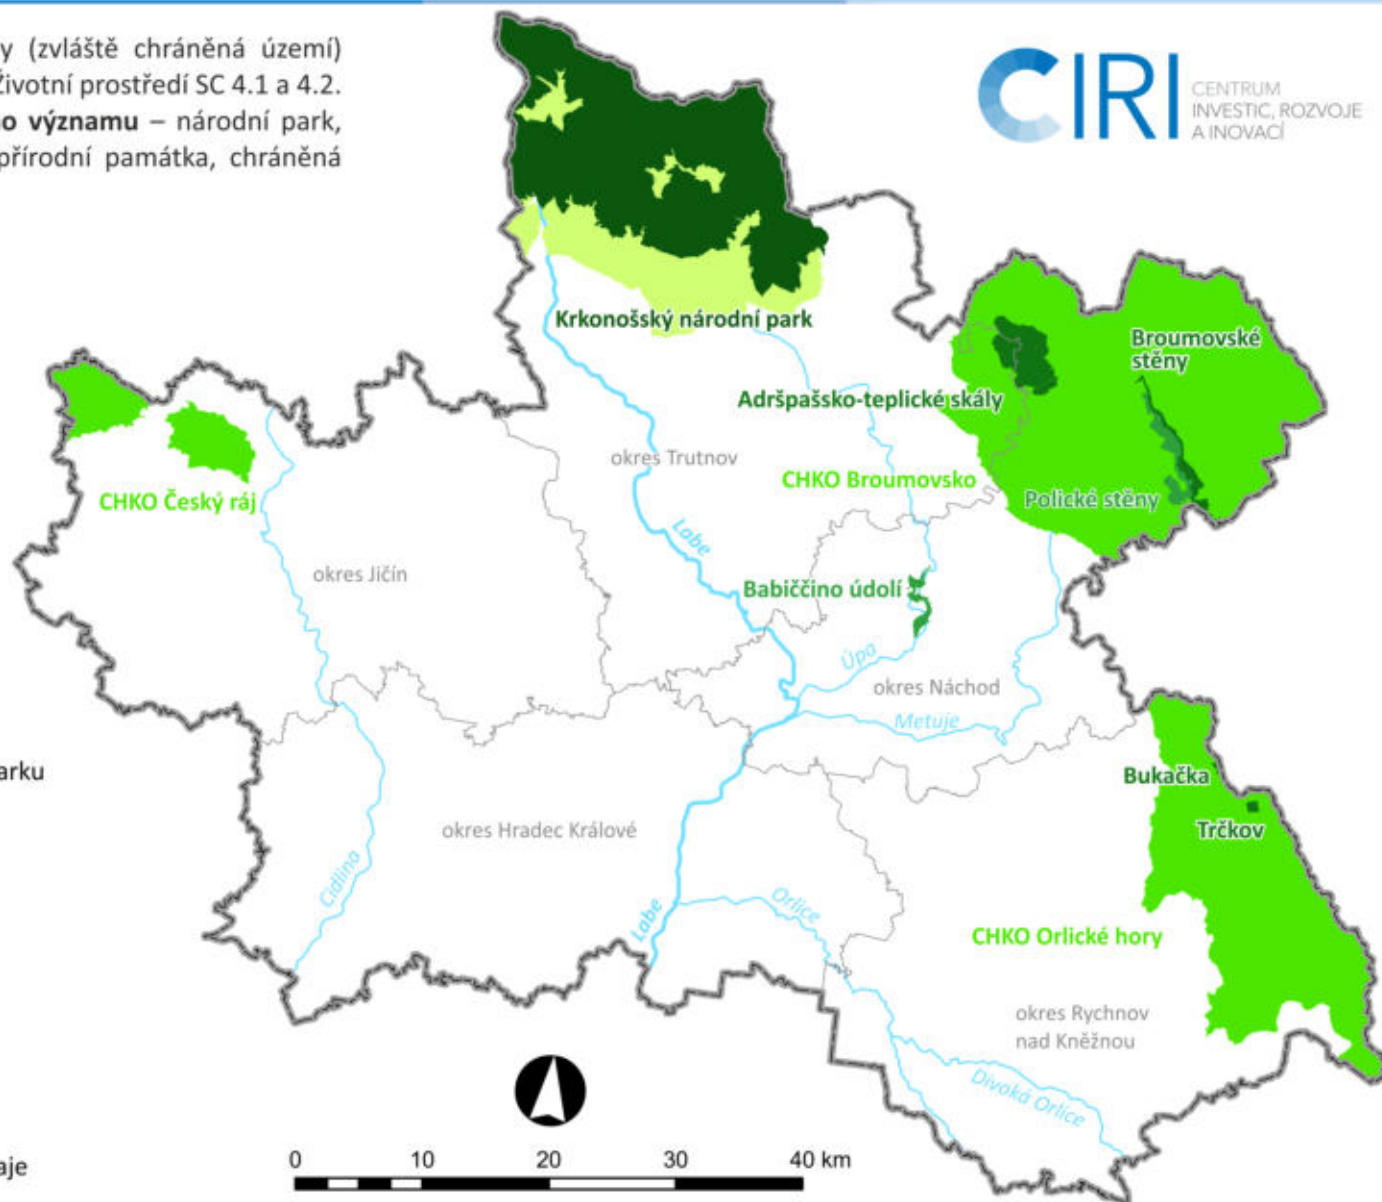 y (zvláště chráněná území)
Životní prostředí SC 4.1 a 4.2.
o významu – národní park,
přírodní památka, chráněná
CIRI
CENTRUM
INVESTIC, ROZVOJE
A INOVACÍ
Krkonošský národní park
Broumovské
stěny
Adršpašsko-teplické skály
okres Trutnov
CHKO Broumovsko
CHKO Český ráj
Polické stěny
Labe
okres Jičín
Babiččino údolí
Úpa
okres Náchod
Metuje
arku
Bukačka
Trčkov
okres Hradec Králové
Cidlina
Labe
Orlice
CHKO Orlické hory
okres Rychnov
nad Kněžnou
Divoká Orlice
0 10 20 30 40 km
aje